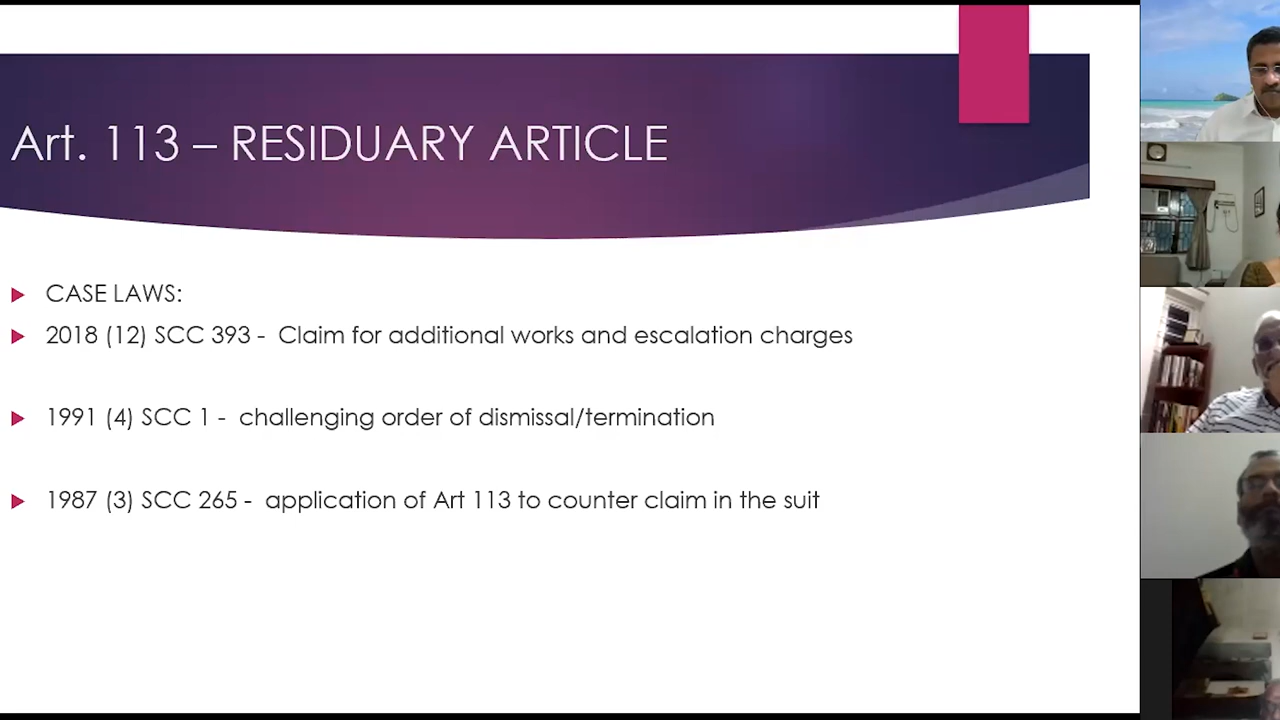 Art. 113 – RESIDUARY ARTICLE
CASE LAWS:
2018 (12) SCC 393 - Claim for additional works and escalation charges
1991 (4) SCC 1 - challenging order of dismissal/termination
1987 (3) SCC 265 - application of Art 113 to counter claim in the suit